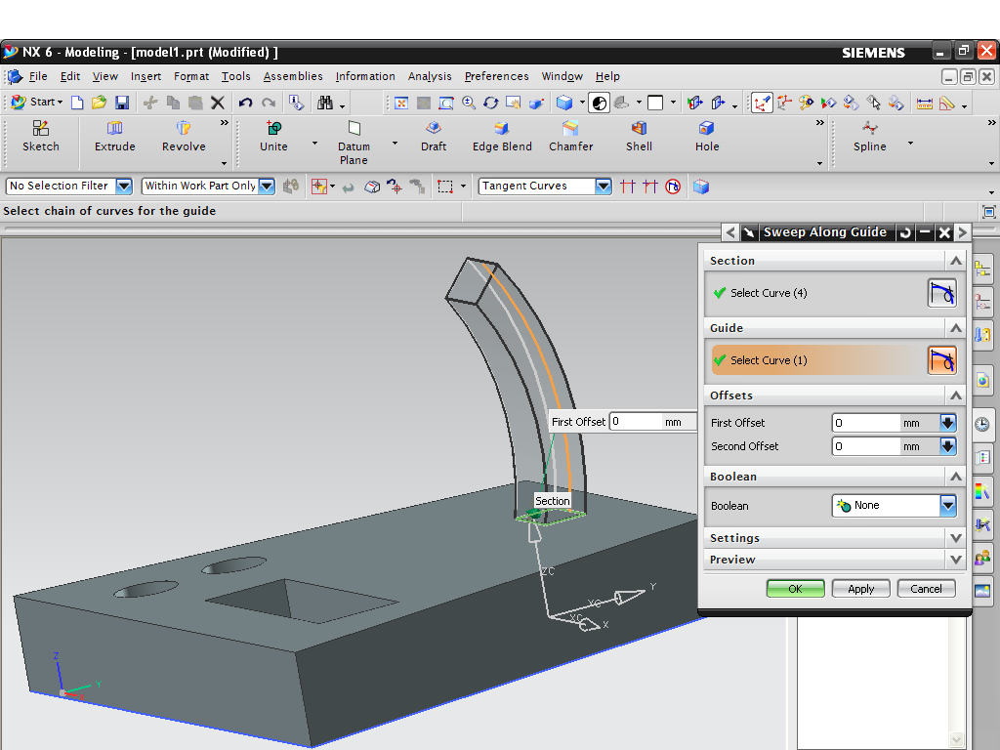 NX 6 - Modeling - [model1.prt (Modified) ]
SIEMENS
File Edit View Insert Format Tools Assemblies Information Analysis Preferences Window Help
Start
Sketch Extrude Revolve Unite Datum Plane Draft Edge Blend Chamfer Shell Hole Spline
No Selection Filter Within Work Part Only Tangent Curves
Select chain of curves for the guide
Sweep Along Guide
Section
Select Curve (4)
Guide
Select Curve (1)
Offsets
First Offset 0 mm
Second Offset 0 mm
Boolean
Boolean None
Settings
Preview
OK Apply Cancel
First Offset 0 mm
Section
ZC
Y
YC
XC
X
Z
Y